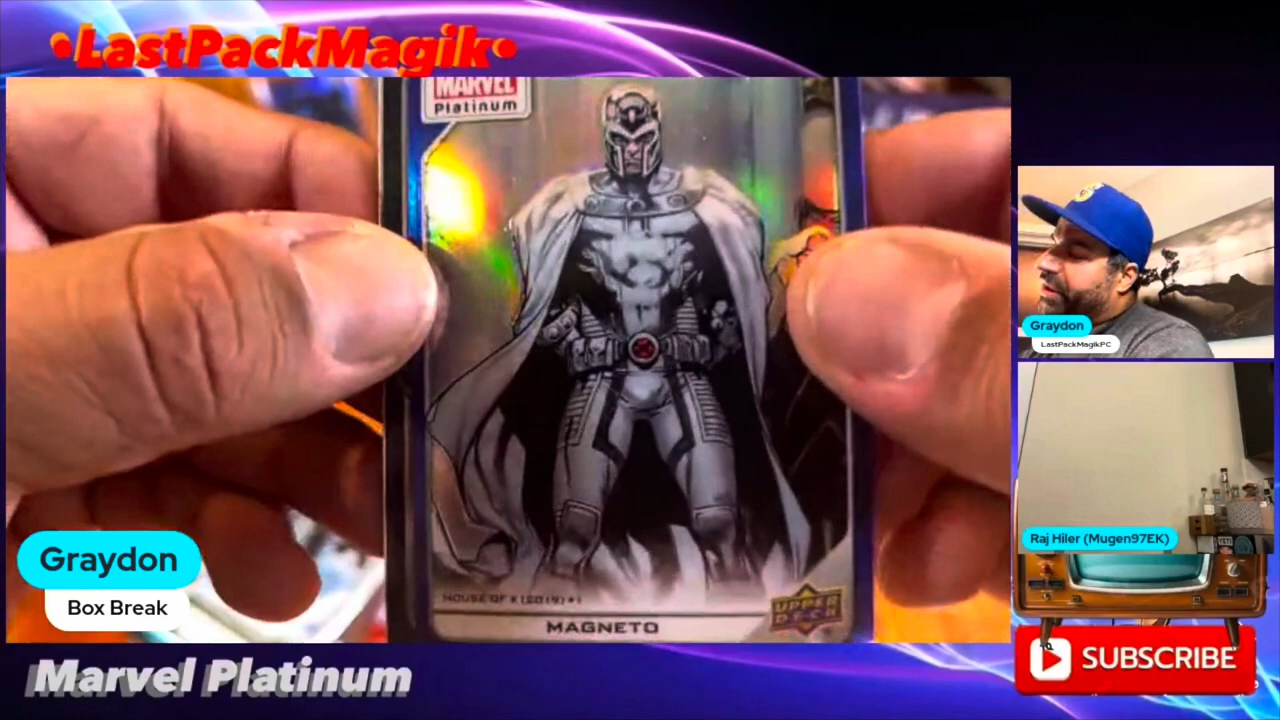 •LastPackMagik•
MARVEL
Platinum
Graydon
LastPackMagikPC
Raj Hiler (Mugen97EK)
YETI
Graydon
Box Break
HOUSE OF X (2019) #1
UPPER
DECK
MAGNETO
SUBSCRIBE
Marvel Platinum